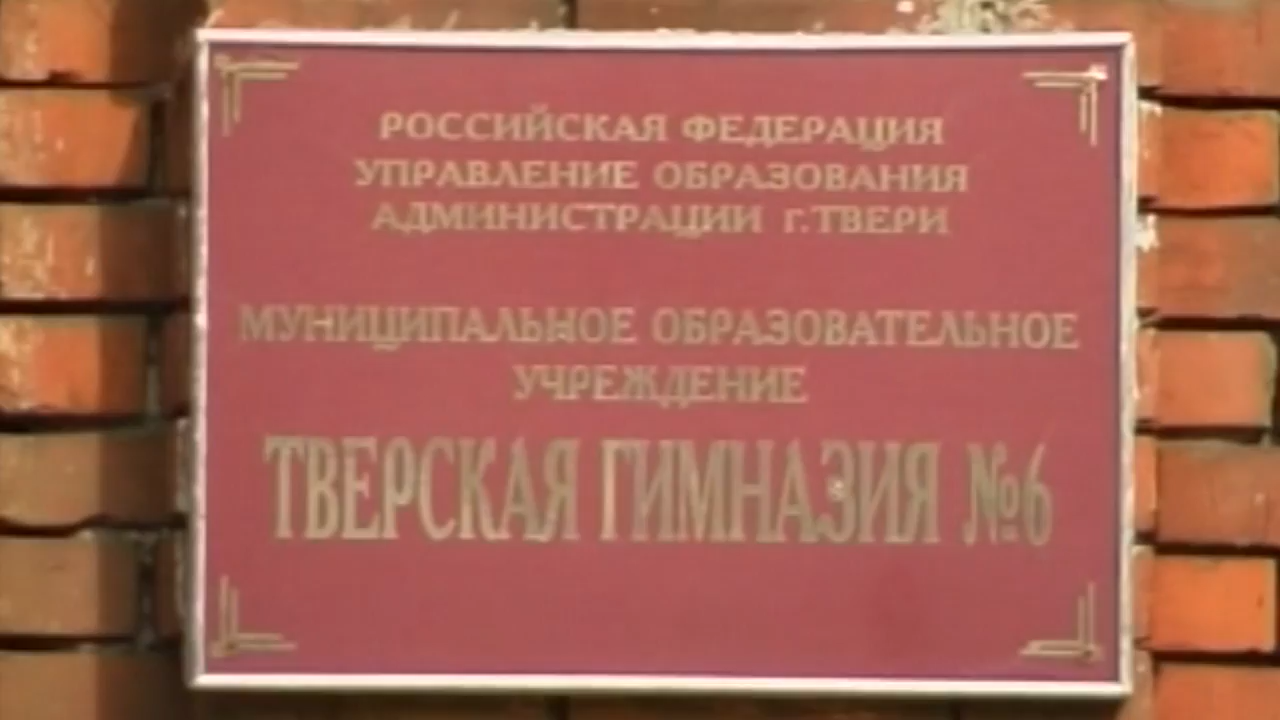 РОССИЙСКАЯ ФЕДЕРАЦИЯ
УПРАВЛЕНИЕ ОБРАЗОВАНИЯ
АДМИНИСТРАЦИИ г. ТВЕРИ
МУНИЦИПАЛЬНОЕ ОБРАЗОВАТЕЛЬНОЕ
УЧРЕЖДЕНИЕ
ТВЕРСКАЯ ГИМНАЗИЯ №6